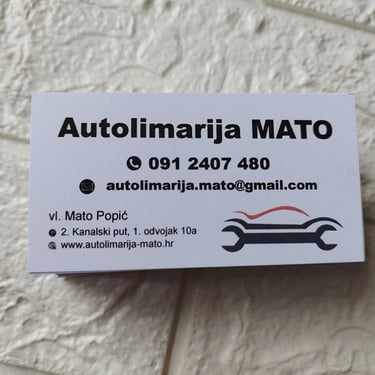 Autolimarija MATO
091 2407 480
autolimarija.mato@gmail.com
vl. Mato Popić
2. Kanalski put, 1. odvojak 10a
www.autolimarija-mato.hr